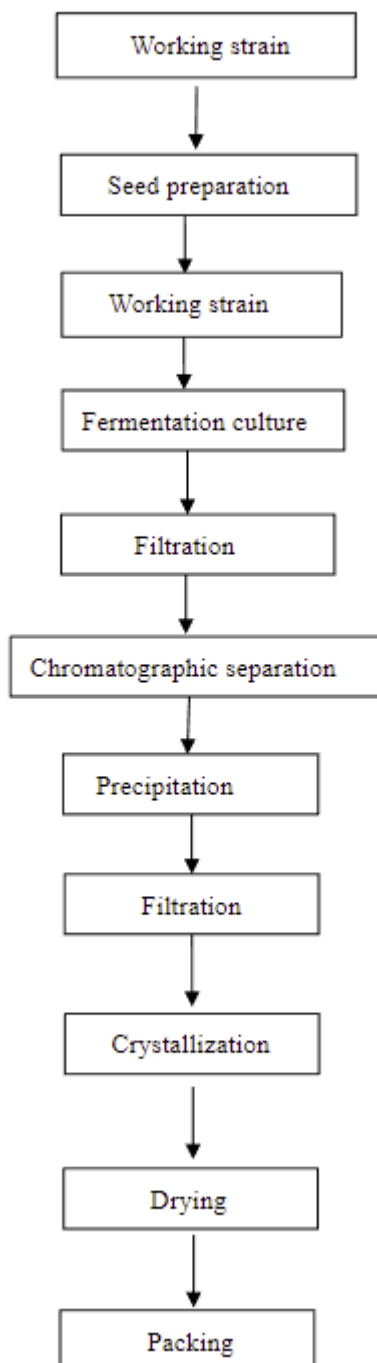 Working strain
Seed preparation
Working strain
Fermentation culture
Filtration
Chromatographic separation
Precipitation
Filtration
Crystallization
Drying
Packing